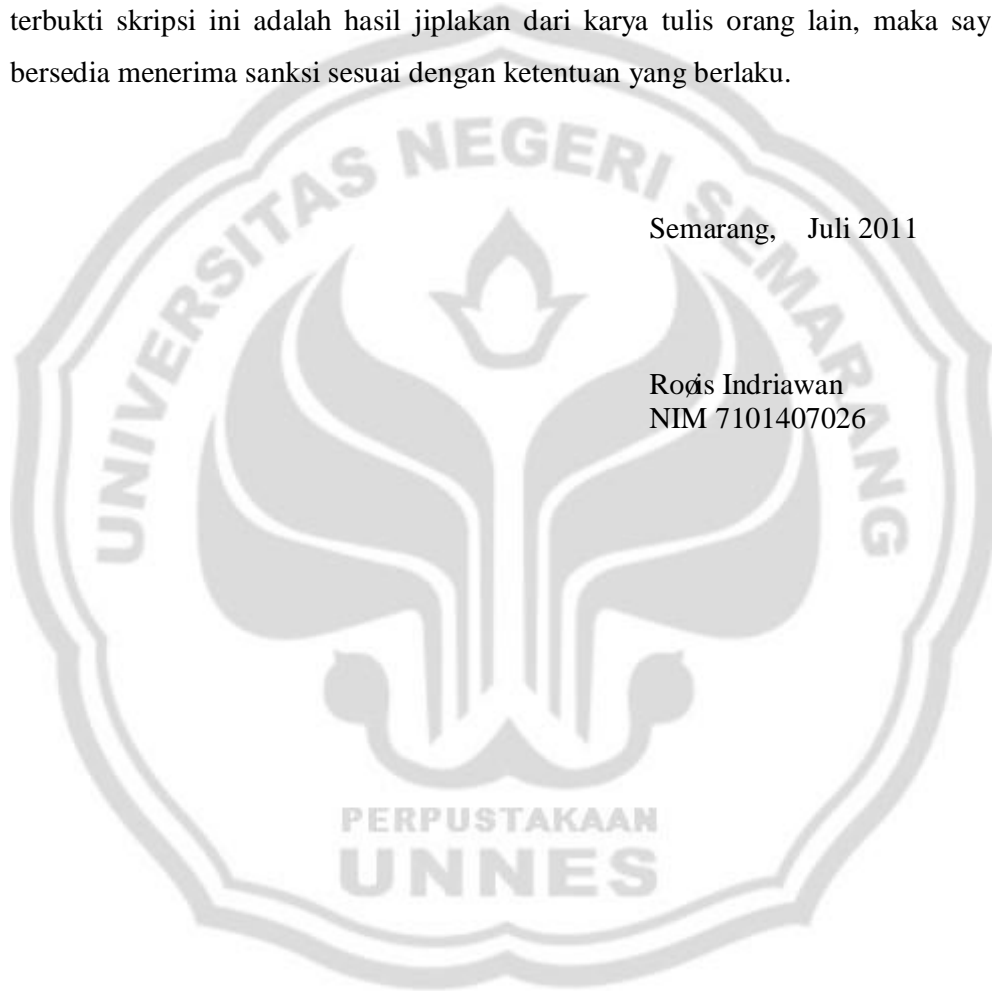 terbukti skripsi ini adalah hasil jiplakan dari karya tulis orang lain, maka say
bersedia menerima sanksi sesuai dengan ketentuan yang berlaku.
UNIVERSITAS NEGERI SEMARANG
Semarang, Juli 2011
Roøis Indriawan
NIM 7101407026
PERPUSTAKAAN
UNNES